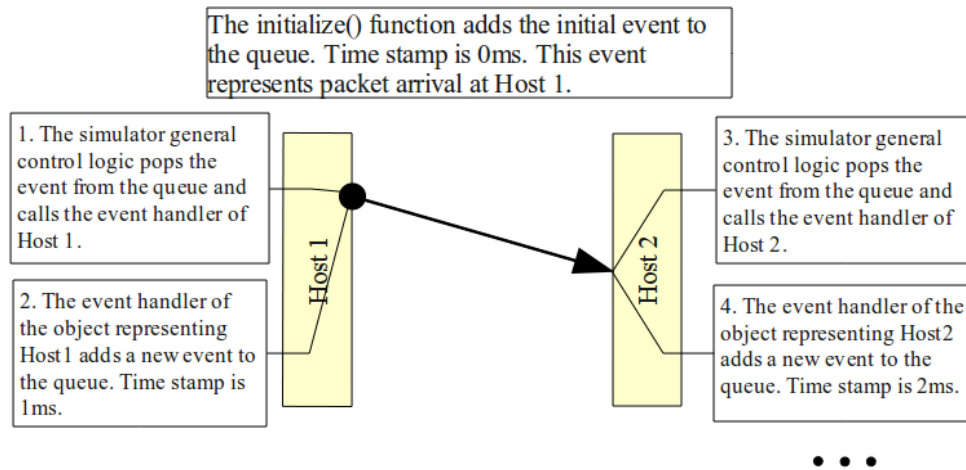 The initialize() function adds the initial event to
the queue. Time stamp is 0ms. This event
represents packet arrival at Host 1.
1. The simulator general
control logic pops the
event from the queue and
calls the event handler of
Host 1.
2. The event handler of
the object representing
Host1 adds a new event to
the queue. Time stamp is
1ms.
Host 1
Host 2
3. The simulator general
control logic pops the
event from the queue and
calls the event handler of
Host 2.
4. The event handler of the
object representing Host2
adds a new event to the
queue. Time stamp is 2ms.
• • •